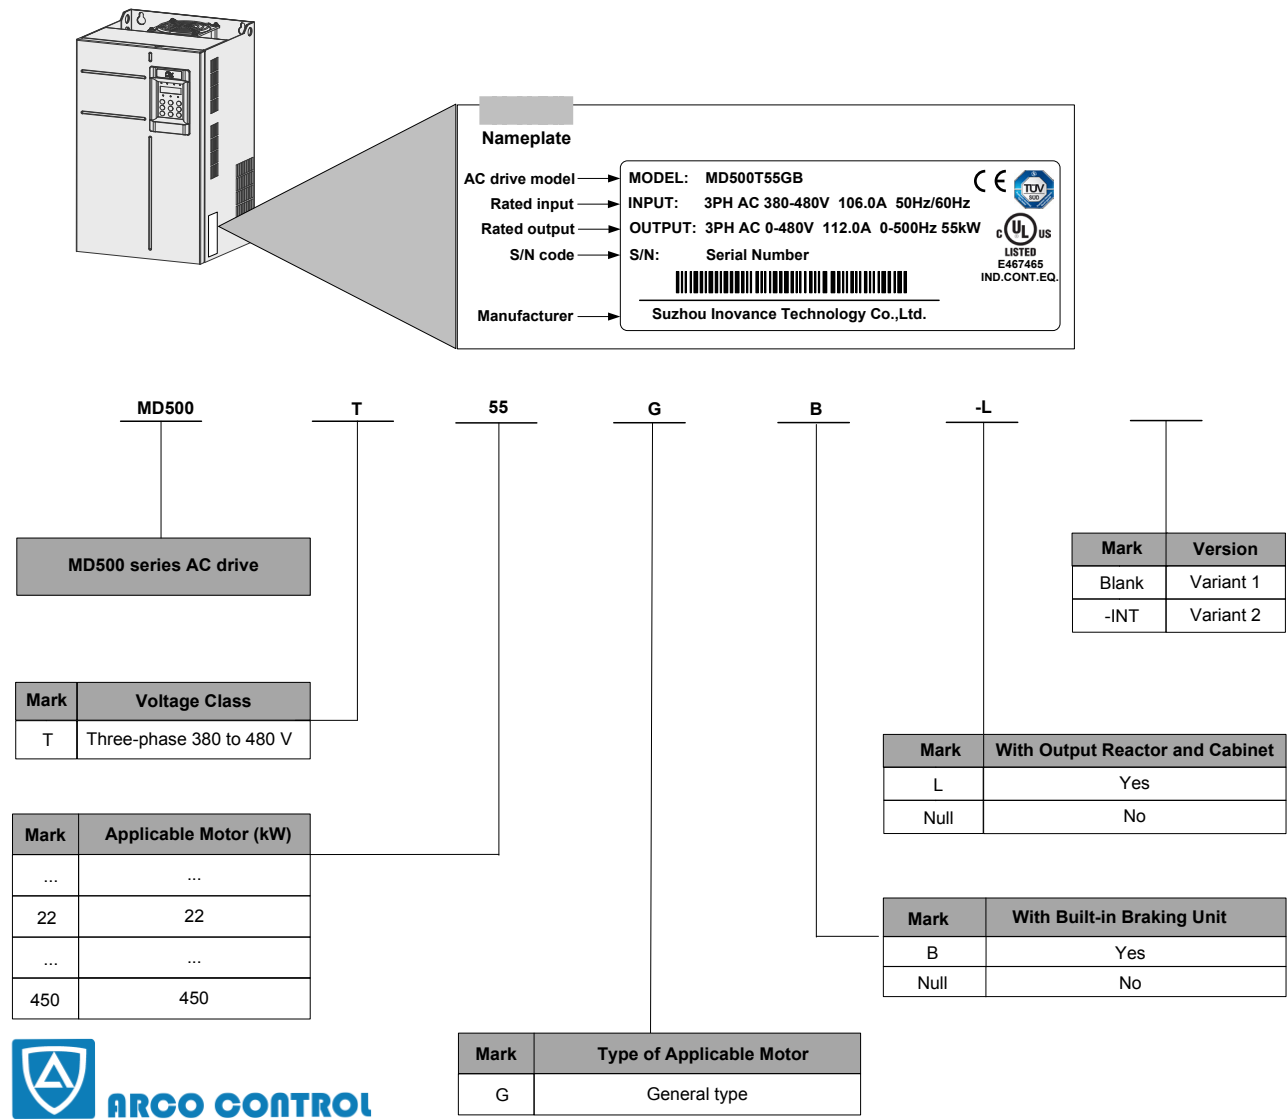 Nameplate
AC drive model
MODEL: MD500T55GB
Rated input
INPUT: 3PH AC 380-480V 106.0A 50Hz/60Hz
Rated output
OUTPUT: 3PH AC 0-480V 112.0A 0-500Hz 55kW
S/N code
S/N: Serial Number
Manufacturer
Suzhou Inovance Technology Co.,Ltd.
CE
TÜV
SÜD
C UL US
LISTED
E467465
IND.CONT.EQ.
MD500 T 55 G B -L
MD500 series AC drive
Mark Version
Blank Variant 1
-INT Variant 2
Mark Voltage Class
T Three-phase 380 to 480 V
Mark With Output Reactor and Cabinet
L Yes
Null No
Mark Applicable Motor (kW)
... ...
22 22
... ...
450 450
Mark With Built-in Braking Unit
B Yes
Null No
Mark Type of Applicable Motor
G General type
ARCO CONTROL